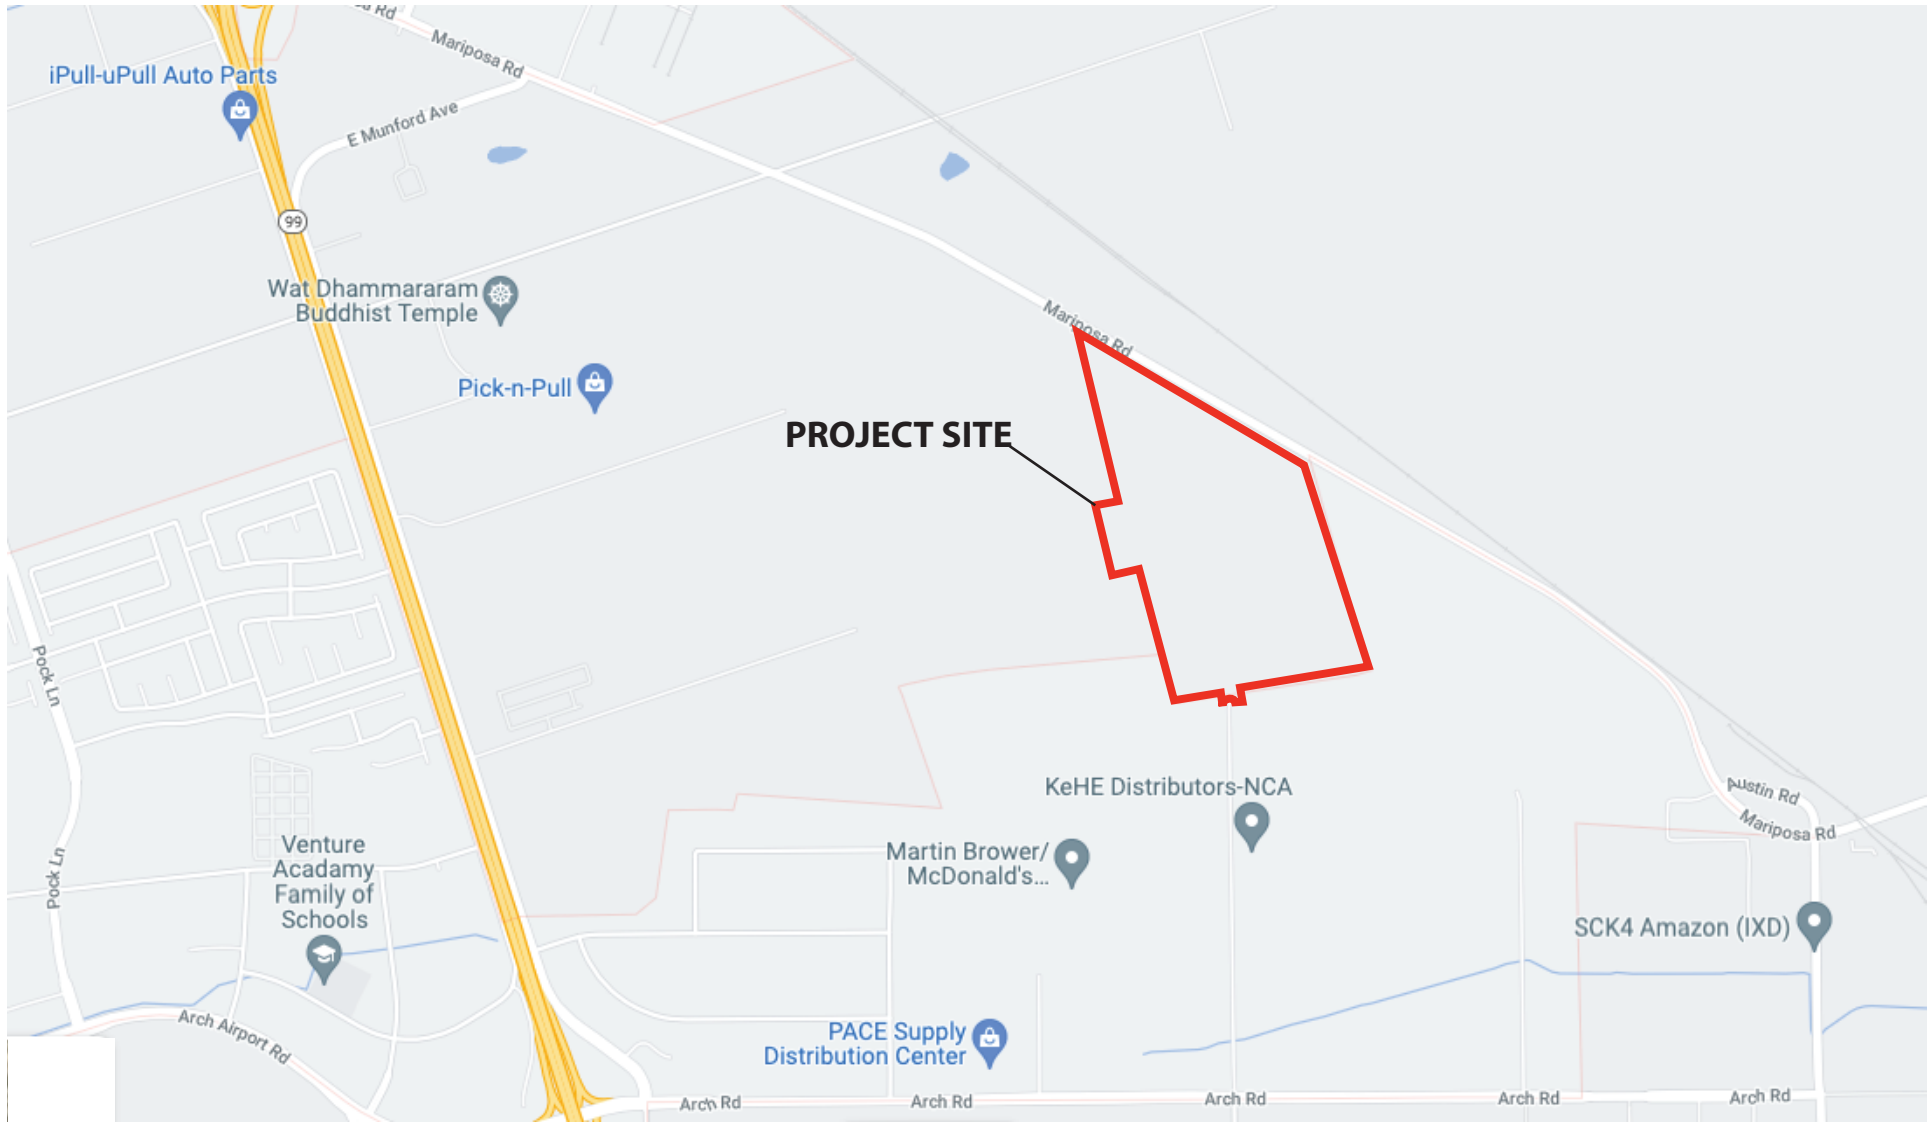 Mariposa Rd
iPull-uPull Auto Parts
E Munford Ave
99
Wat Dhammararam
Buddhist Temple
Mariposa Rd
Pick-n-Pull
PROJECT SITE
Pock Ln
KeHE Distributors-NCA
Austin Rd
Mariposa Rd
Venture
Acadamy
Family of
Schools
Martin Brower/
McDonald's...
Pock Ln
SCK4 Amazon (IXD)
Arch Airport Rd
PACE Supply
Distribution Center
Arch Rd
Arch Rd
Arch Rd
Arch Rd
Arch Rd